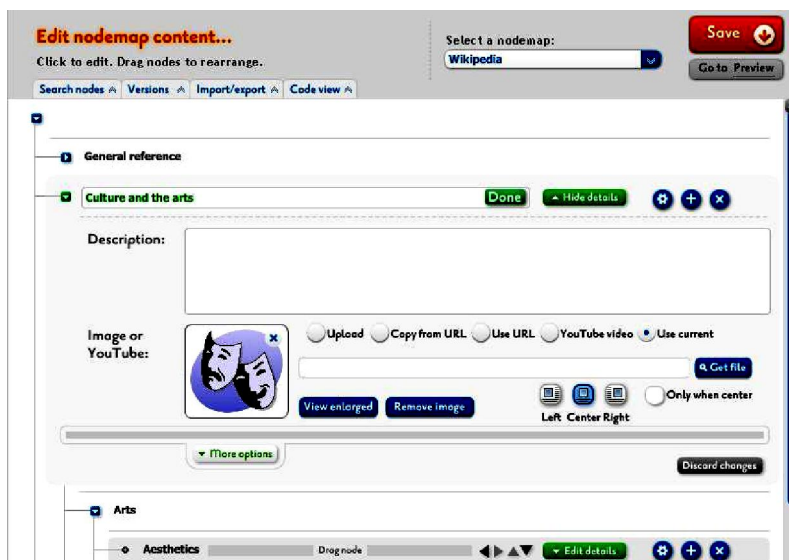 Edit nodemap content...
Click to edit. Drag nodes to rearrange.
Select a nodemap:
Wikipedia
Save
Go to Preview
Search nodes
Versions
Import/export
Code view
General reference
Culture and the arts
Done
Hide details
Description:
Image or
YouTube:
Upload
Copy from URL
Use URL
YouTube video
Use current
Get file
View enlarged
Remove image
Left Center Right
Only when center
More options
Discard changes
Arts
Aesthetics
Drag node
Edit details